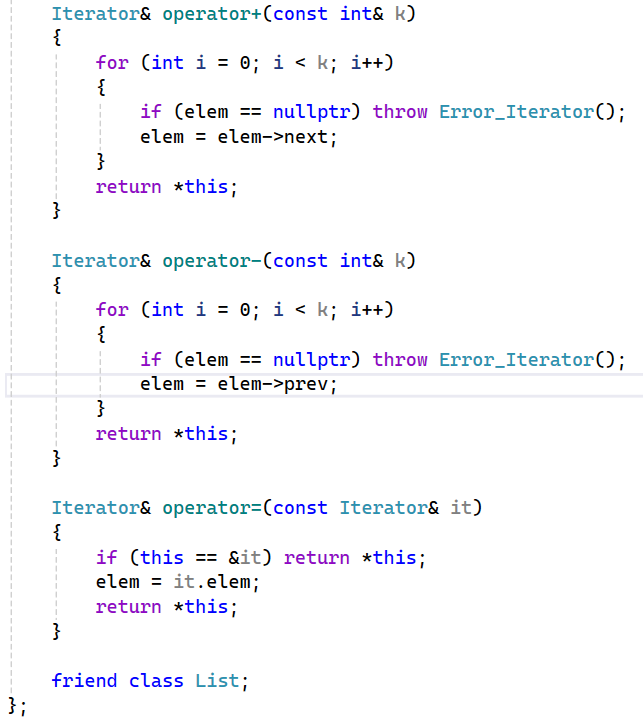 Iterator& operator+(const int& k)
{
for (int i = 0; i < k; i++)
{
if (elem == nullptr) throw Error_Iterator();
elem = elem->next;
}
return *this;
}
Iterator& operator-(const int& k)
{
for (int i = 0; i < k; i++)
{
if (elem == nullptr) throw Error_Iterator();
elem = elem->prev;
}
return *this;
}
Iterator& operator=(const Iterator& it)
{
if (this == &it) return *this;
elem = it.elem;
return *this;
}
friend class List;
};